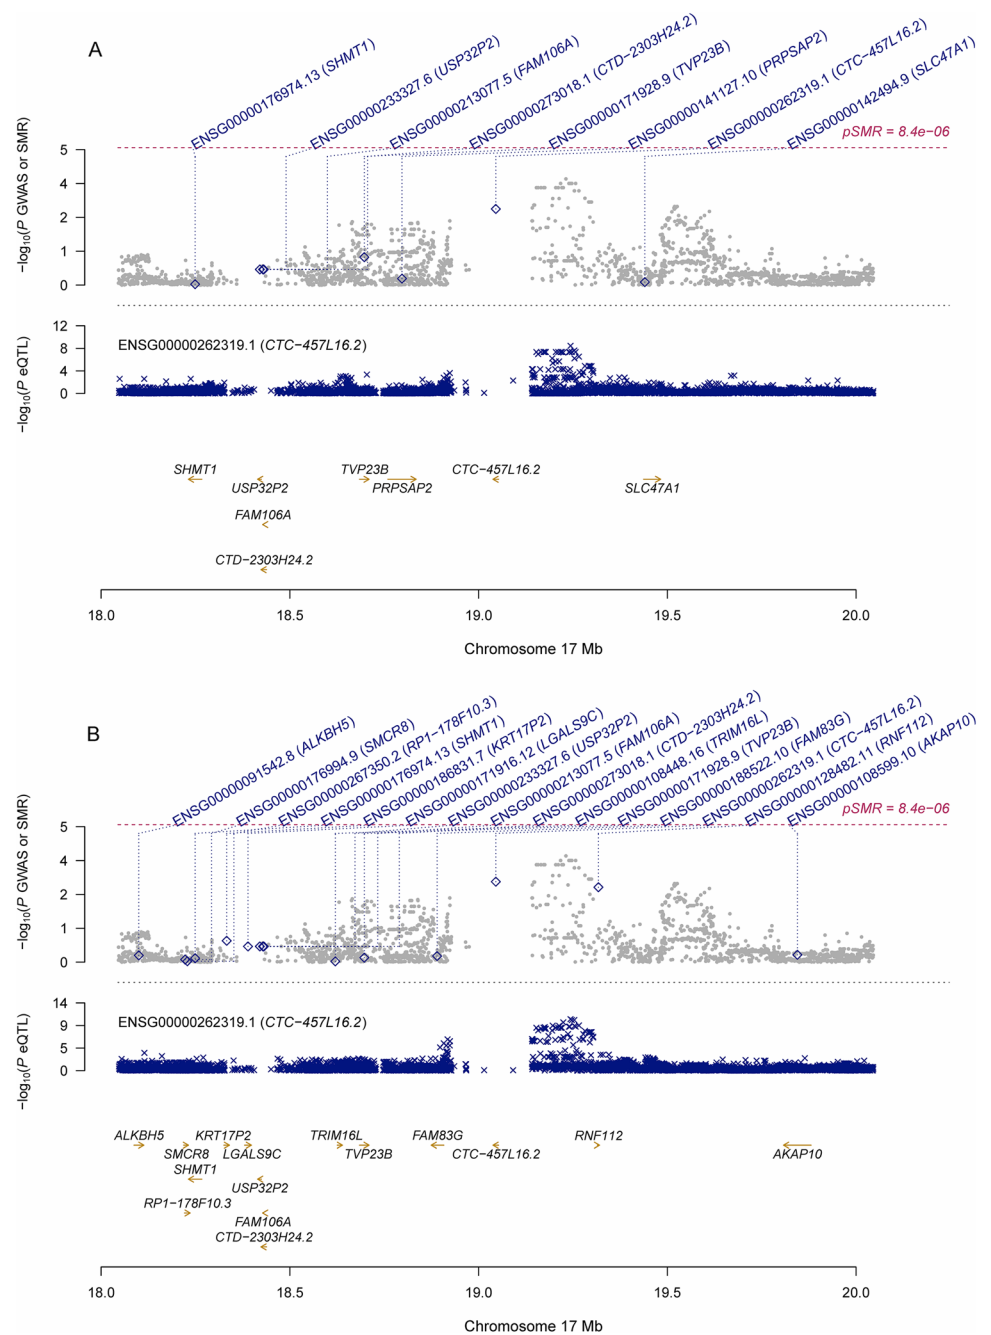 A
ENSG00000176974.13 (SHMT1)
ENSG00000233327.6 (USP32P2)
ENSG00000213077.5 (FAM106A)
ENSG00000273018.1 (CTD−2303H24.2)
ENSG00000171928.9 (TVP23B)
ENSG00000141127.10 (PRPSAP2)
ENSG00000262319.1 (CTC−457L16.2)
ENSG00000142494.9 (SLC47A1)
pSMR = 8.4e−06
−log10(P GWAS or SMR)
5
4
2
1
0
−log10(P eQTL)
12
8
4
0
ENSG00000262319.1 (CTC−457L16.2)
SHMT1
TVP23B
CTC−457L16.2
USP32P2
PRPSAP2
SLC47A1
FAM106A
CTD−2303H24.2
18.0 18.5 19.0 19.5 20.0
Chromosome 17 Mb
B
ENSG00000091542.8 (ALKBH5)
ENSG00000176994.9 (SMCR8)
ENSG00000267350.2 (RP1−178F10.3)
ENSG00000176974.13 (SHMT1)
ENSG00000186831.7 (KRT17P2)
ENSG00000171916.12 (LGALS9C)
ENSG00000233327.6 (USP32P2)
ENSG00000213077.5 (FAM106A)
ENSG00000273018.1 (CTD−2303H24.2)
ENSG00000108448.16 (TRIM16L)
ENSG00000171928.9 (TVP23B)
ENSG00000188522.10 (FAM83G)
ENSG00000262319.1 (CTC−457L16.2)
ENSG00000128482.11 (RNF112)
ENSG00000108599.10 (AKAP10)
pSMR = 8.4e−06
−log10(P GWAS or SMR)
5
4
2
1
0
−log10(P eQTL)
14
9
5
0
ENSG00000262319.1 (CTC−457L16.2)
ALKBH5
KRT17P2
TRIM16L
FAM83G
RNF112
SMCR8
LGALS9C
TVP23B
CTC−457L16.2
AKAP10
SHMT1
USP32P2
RP1−178F10.3
FAM106A
CTD−2303H24.2
18.0 18.5 19.0 19.5 20.0
Chromosome 17 Mb